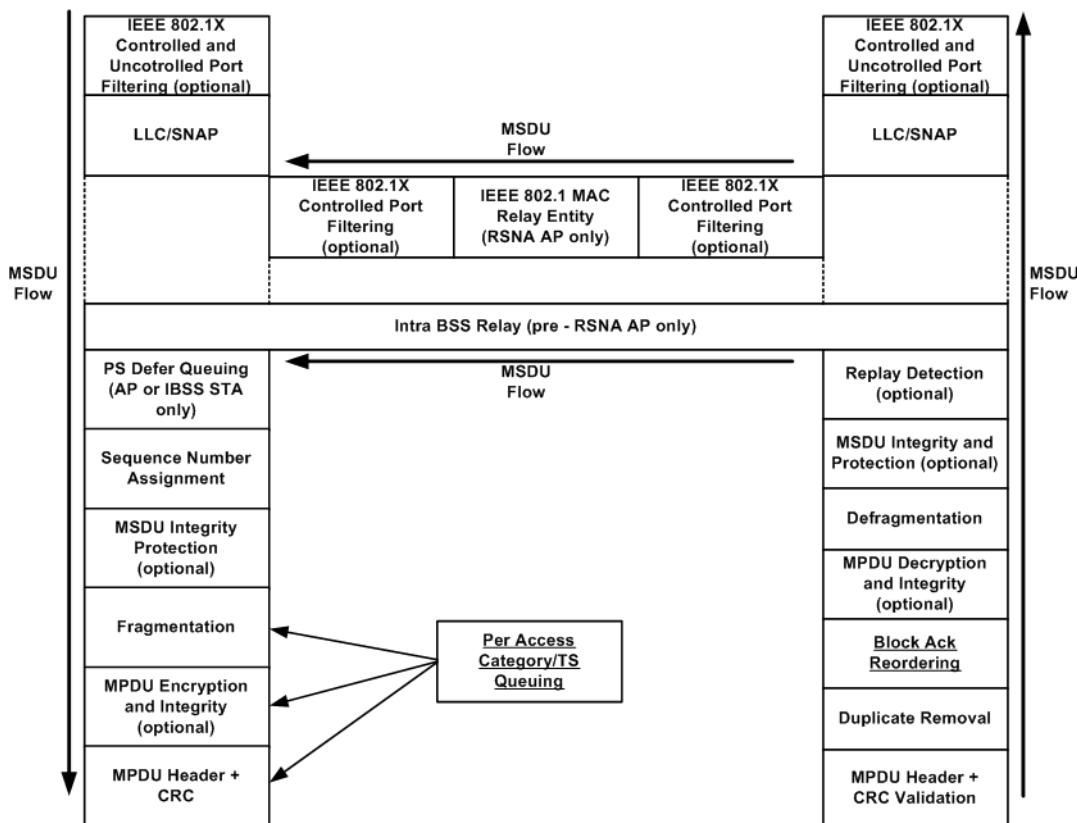 IEEE 802.1X
Controlled and
Uncotrolled Port
Filtering (optional)
LLC/SNAP
MSDU
Flow
IEEE 802.1X
Controlled and
Uncotrolled Port
Filtering (optional)
LLC/SNAP
IEEE 802.1X
Controlled Port
Filtering
(optional)
IEEE 802.1 MAC
Relay Entity
(RSNA AP only)
IEEE 802.1X
Controlled Port
Filtering
(optional)
MSDU
Flow
MSDU
Flow
Intra BSS Relay (pre - RSNA AP only)
MSDU
Flow
PS Defer Queuing
(AP or IBSS STA
only)
Sequence Number
Assignment
MSDU Integrity
Protection
(optional)
Fragmentation
MPDU Encryption
and Integrity
(optional)
MPDU Header +
CRC
Per Access
Category/TS
Queuing
Replay Detection
(optional)
MSDU Integrity and
Protection (optional)
Defragmentation
MPDU Decryption
and Integrity
(optional)
Block Ack
Reordering
Duplicate Removal
MPDU Header +
CRC Validation